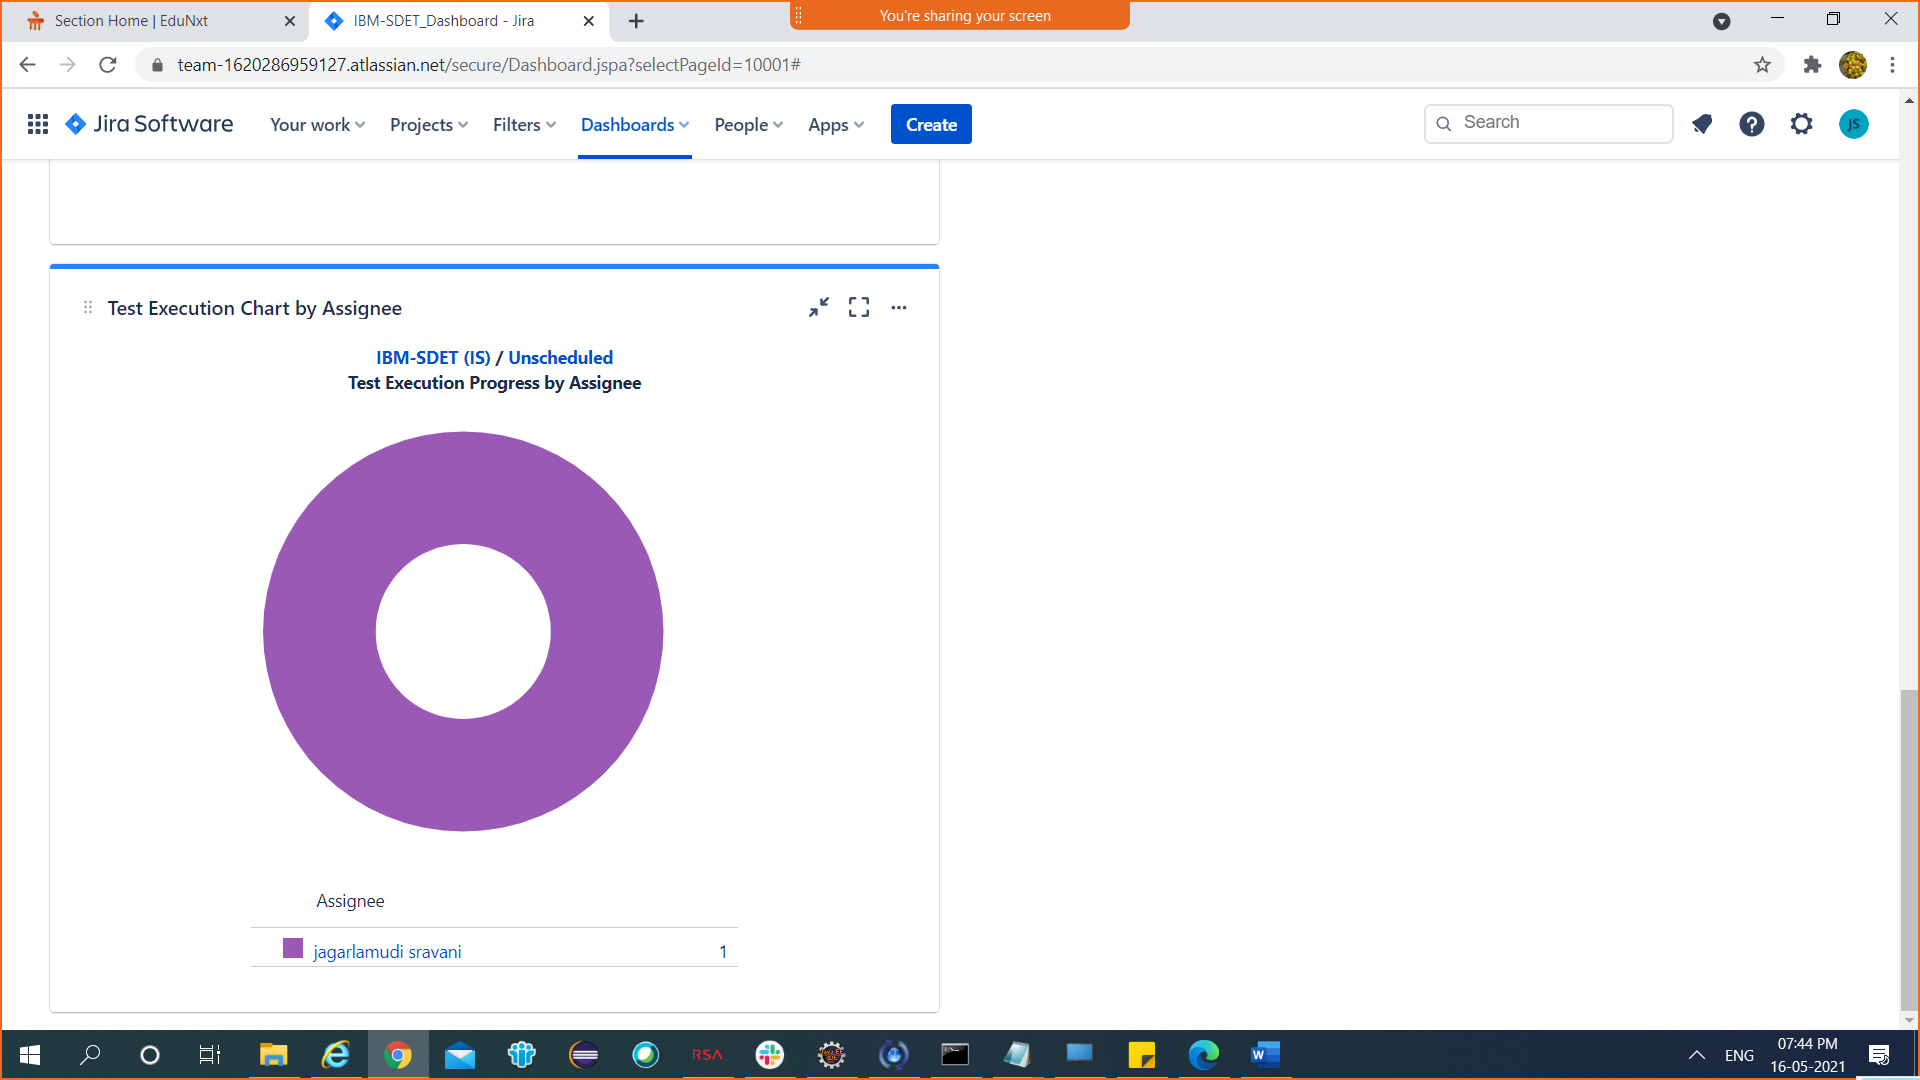 Section Home | EduNxt
IBM-SDET_Dashboard - Jira
You're sharing your screen
team-1620286959127.atlassian.net/secure/Dashboard.jspa?selectPageId=10001#
Jira Software
Your work
Projects
Filters
Dashboards
People
Apps
Create
Search
JS
Test Execution Chart by Assignee
IBM-SDET (IS) / Unscheduled
Test Execution Progress by Assignee
Assignee
jagarlamudi sravani 1
RSA
ENG
07:44 PM
16-05-2021